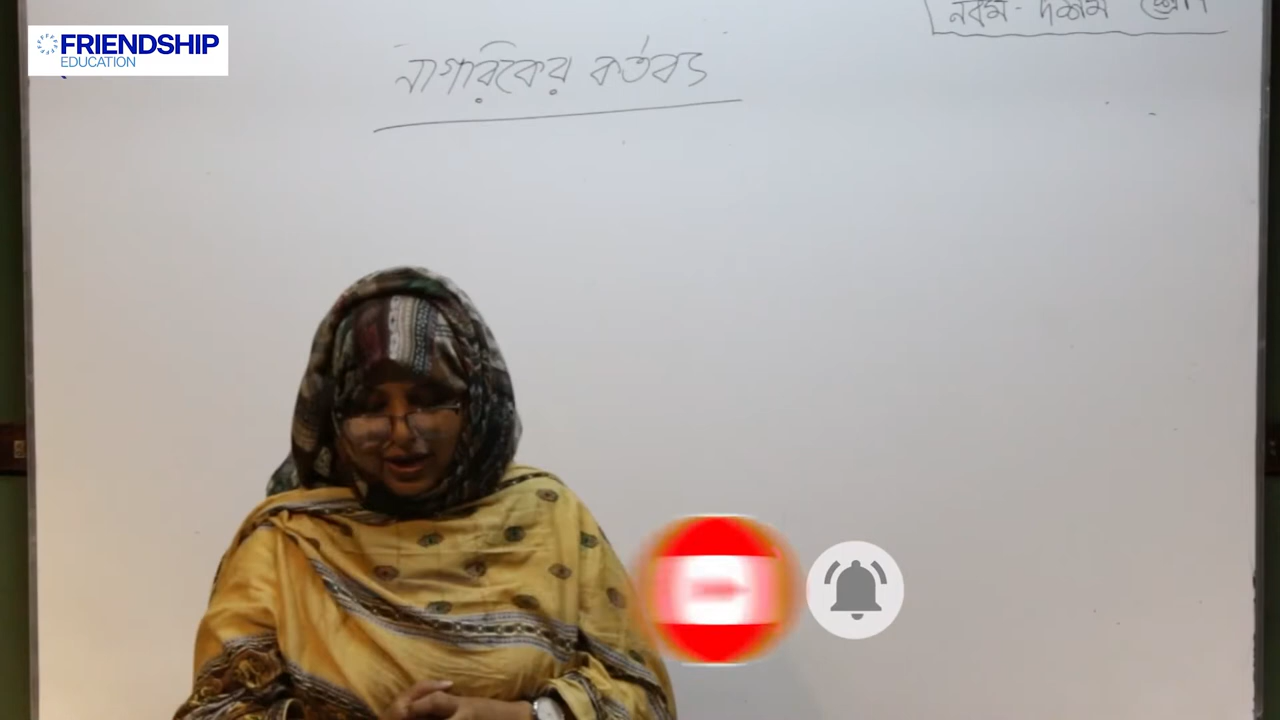 FRIENDSHIP
EDUCATION
নাগরিকের কর্তব্য
নবম - দশম শ্রেণি